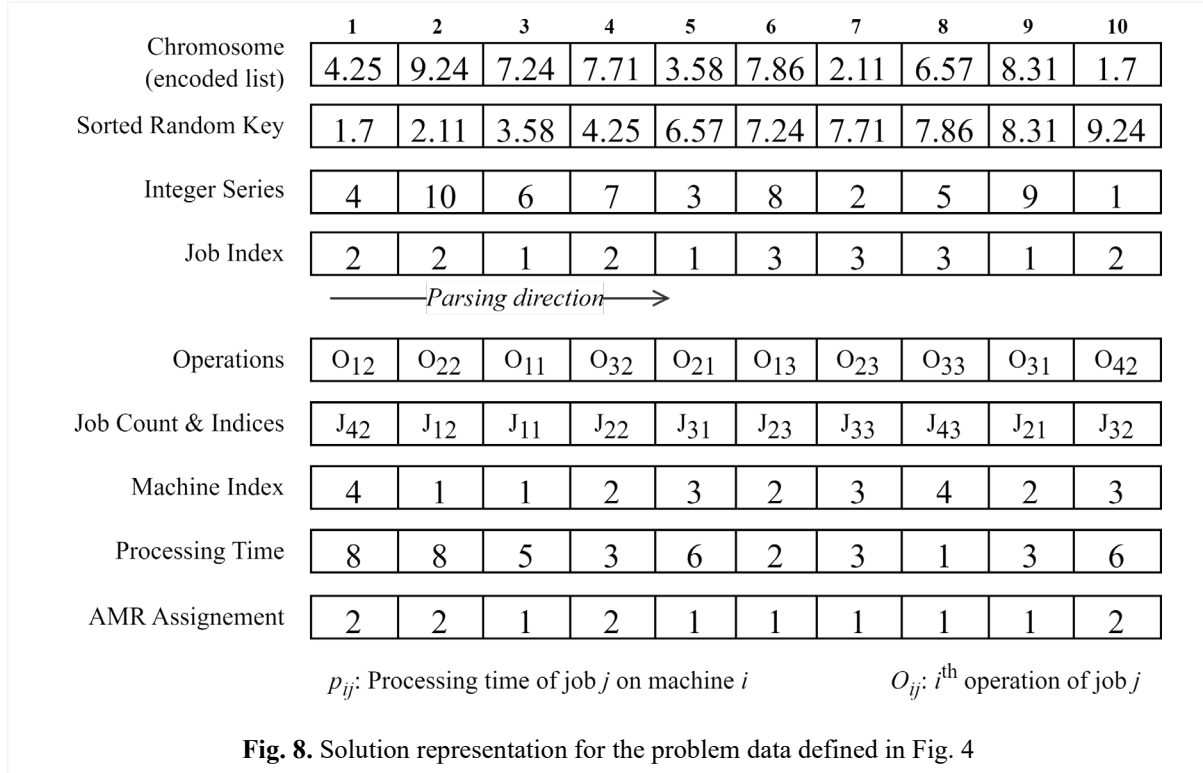 1 2 3 4 5 6 7 8 9 10
Chromosome
(encoded list) 4.25 9.24 7.24 7.71 3.58 7.86 2.11 6.57 8.31 1.7
Sorted Random Key 1.7 2.11 3.58 4.25 6.57 7.24 7.71 7.86 8.31 9.24
Integer Series 4 10 6 7 3 8 2 5 9 1
Job Index 2 2 1 2 1 3 3 3 1 2
Parsing direction
Operations O₁₂ O₂₂ O₁₁ O₃₂ O₂₁ O₁₃ O₂₃ O₃₃ O₃₁ O₄₂
Job Count & Indices J₄₂ J₁₂ J₁₁ J₂₂ J₃₁ J₂₃ J₃₃ J₄₃ J₂₁ J₃₂
Machine Index 4 1 1 2 3 2 3 4 2 3
Processing Time 8 8 5 3 6 2 3 1 3 6
AMR Assignement 2 2 1 2 1 1 1 1 1 2
pᵢⱼ: Processing time of job j on machine i Oᵢⱼ: iᵗʰ operation of job j
Fig. 8. Solution representation for the problem data defined in Fig. 4